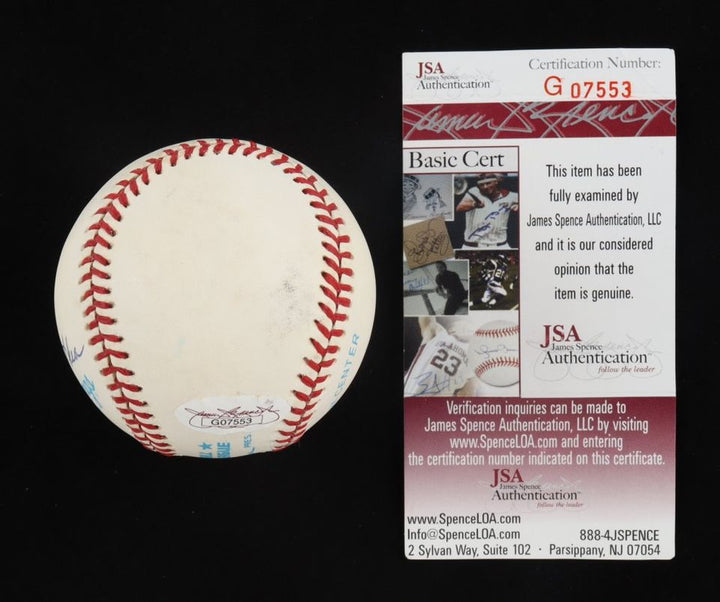 JSA
James Spence
Authentication
Certification Number:
G 07553
Basic Cert
This item has been
fully examined by
James Spence Authentication, LLC
and it is our considered
opinion that the
item is genuine.
JSA
James Spence
Authentication
follow the leader
23
Verification inquiries can be made to
James Spence Authentication, LLC by visiting
www.SpenceLOA.com and entering
the certification number indicated on this certificate.
JSA
James Spence
Authentication
follow the leader
www.SpenceLOA.com
Info@SpenceLOA.com
888-4JSPENCE
2 Sylvan Way, Suite 102 · Parsippany, NJ 07054
CENTER
G07553
PRES